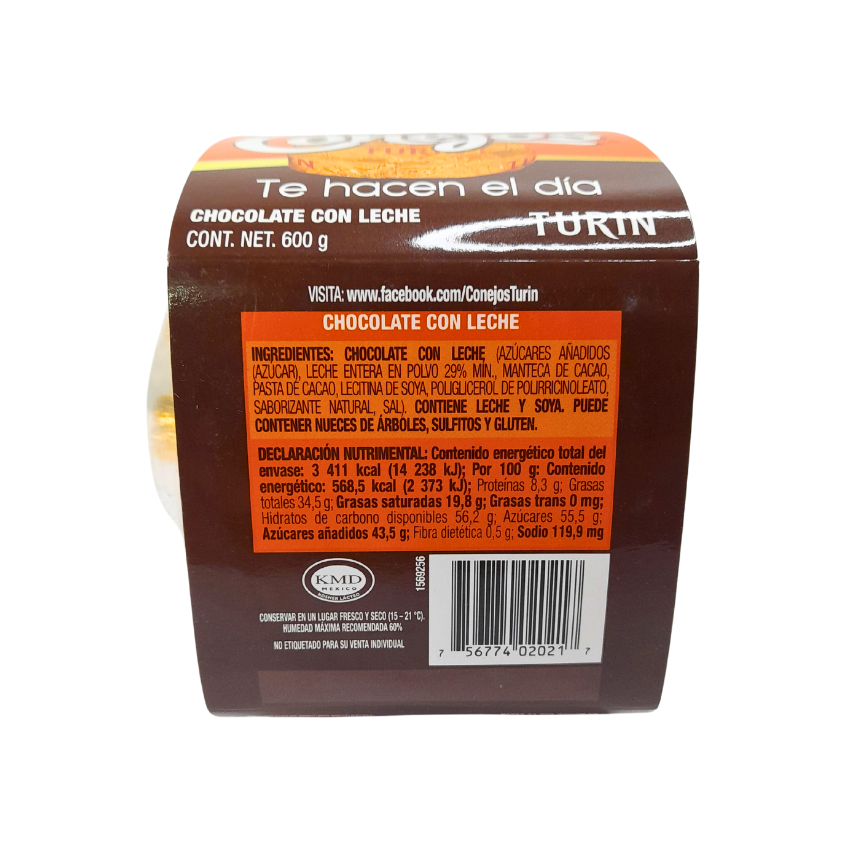 Conejos
TURIN
Te hacen el día
CHOCOLATE CON LECHE
TURIN
CONT. NET. 600 g
VISITA: www.facebook.com/ConejosTurin
CHOCOLATE CON LECHE
INGREDIENTES: CHOCOLATE CON LECHE (AZÚCARES AÑADIDOS
(AZÚCAR), LECHE ENTERA EN POLVO 29% MÍN., MANTECA DE CACAO,
PASTA DE CACAO, LECITINA DE SOYA, POLIGLICEROL DE POLIRRICINOLEATO,
SABORIZANTE NATURAL, SAL). CONTIENE LECHE Y SOYA. PUEDE
CONTENER NUECES DE ÁRBOLES, SULFITOS Y GLUTEN.
DECLARACIÓN NUTRIMENTAL: Contenido energético total del
envase: 3 411 kcal (14 238 kJ); Por 100 g: Contenido
energético: 568,5 kcal (2 373 kJ); Proteínas 8,3 g; Grasas
totales 34,5 g; Grasas saturadas 19,8 g; Grasas trans 0 mg;
Hidratos de carbono disponibles 56,2 g; Azúcares 55,5 g;
Azúcares añadidos 43,5 g; Fibra dietética 0,5 g; Sodio 119,9 mg
KMD
MÉXICO
KOSHER LÁCTEO
1569256
CONSERVAR EN UN LUGAR FRESCO Y SECO (15 – 21 °C).
HUMEDAD MÁXIMA RECOMENDADA 60%
NO ETIQUETADO PARA SU VENTA INDIVIDUAL
7 56774 02021 7